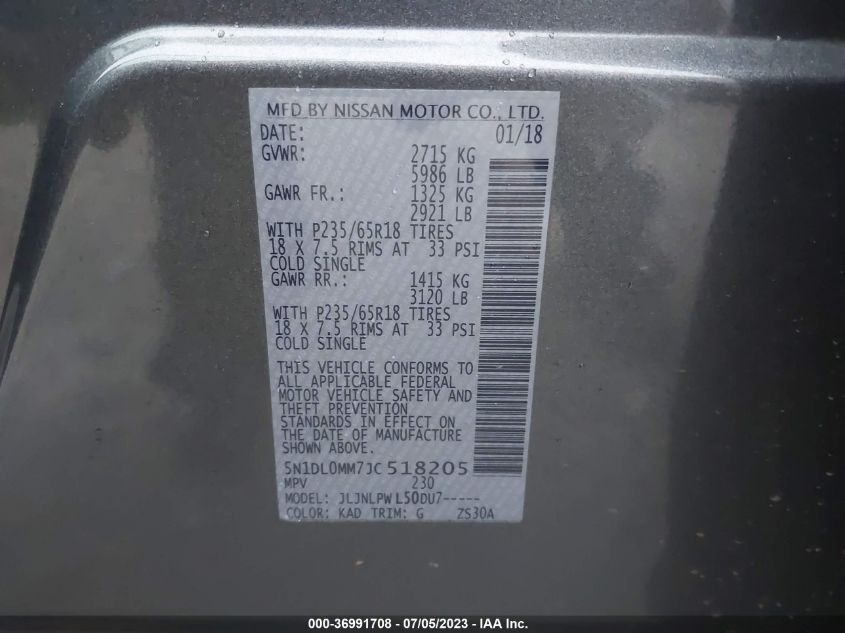 MFD BY NISSAN MOTOR CO., LTD.
DATE: 01/18
GVWR: 2715 KG
5986 LB
GAWR FR.: 1325 KG
2921 LB
WITH P235/65R18 TIRES
18 X 7.5 RIMS AT 33 PSI
COLD SINGLE
GAWR RR.: 1415 KG
3120 LB
WITH P235/65R18 TIRES
18 X 7.5 RIMS AT 33 PSI
COLD SINGLE
THIS VEHICLE CONFORMS TO
ALL APPLICABLE FEDERAL
MOTOR VEHICLE SAFETY AND
THEFT PREVENTION
STANDARDS IN EFFECT ON
THE DATE OF MANUFACTURE
SHOWN ABOVE.
5N1DL0MM7JC518205
MPV 230
MODEL: JLJNLPWL50DU7-----
COLOR: KAD TRIM: G ZS30A
000-36991708 - 07/05/2023 - IAA Inc.